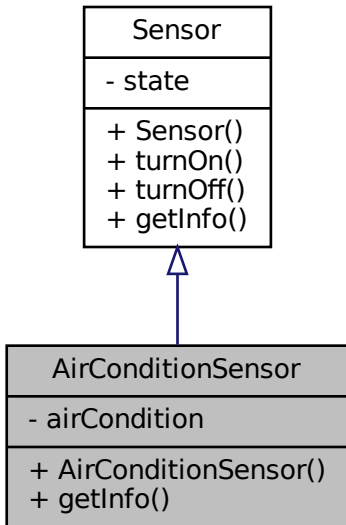 Sensor
- state
+ Sensor()
+ turnOn()
+ turnOff()
+ getInfo()
AirConditionSensor
- airCondition
+ AirConditionSensor()
+ getInfo()